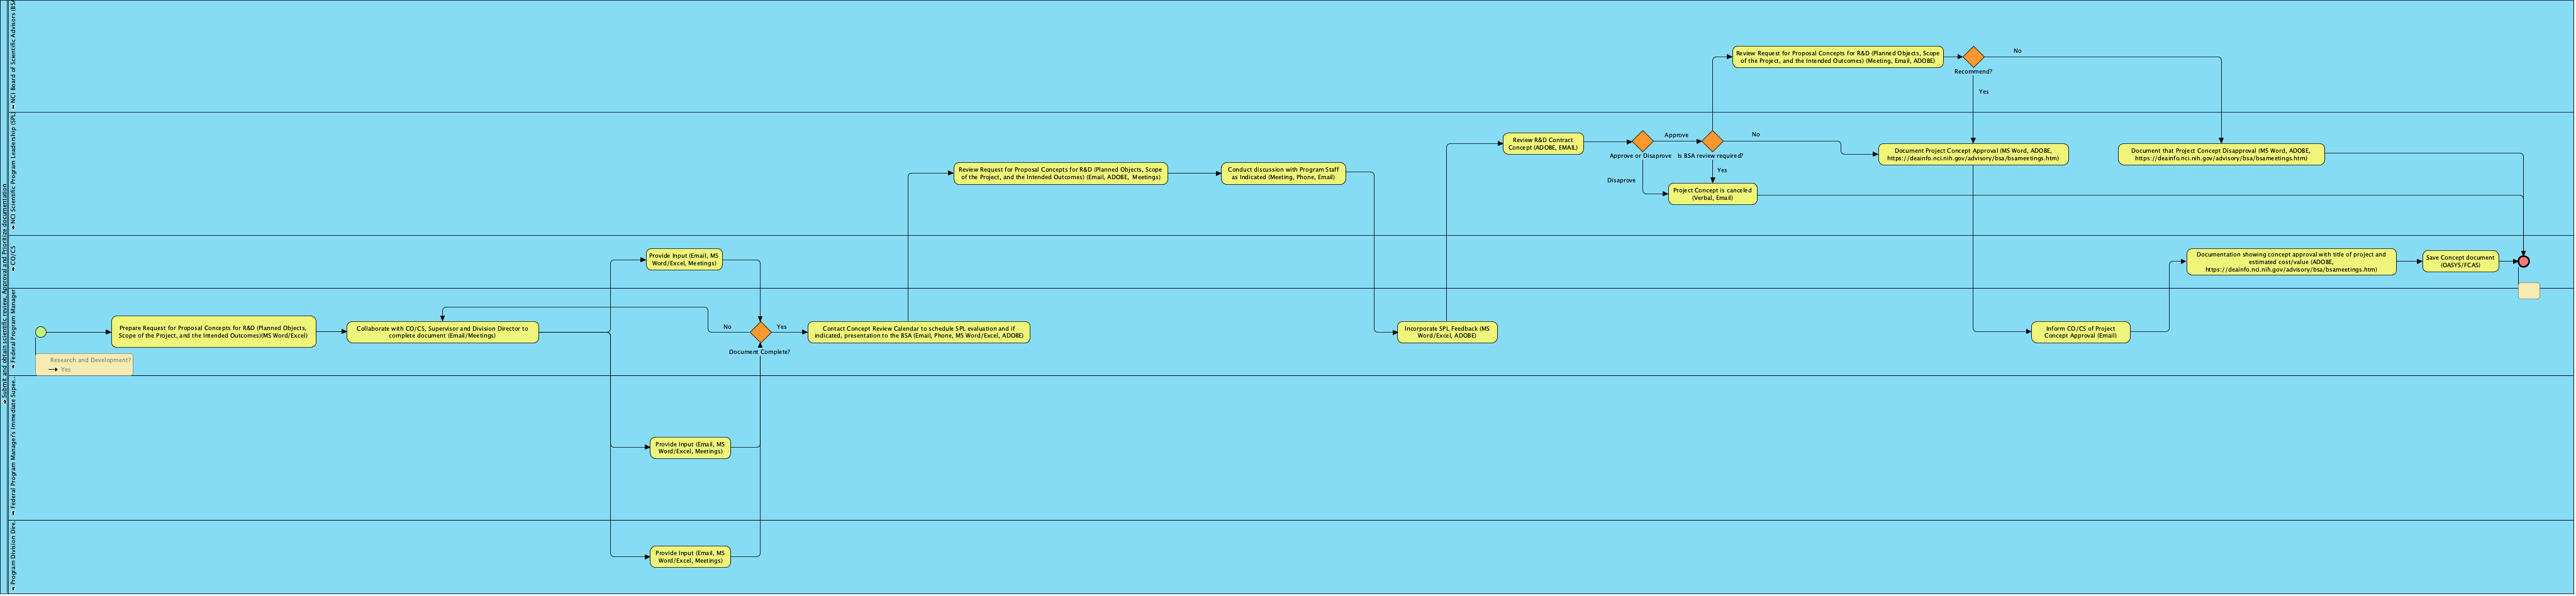 Submit and obtain scientific review, Approval and Prioritize documentation
NCI Board of Scientific Advisors (BSA
Review Request for Proposal Concepts for R&D (Planned Objects, Scope
of the Project, and the Intended Outcomes) (Meeting, Email, ADOBE)
Recommend?
No
Yes
NCI Scientific Program Leadership (SPL)
Review Request for Proposal Concepts for R&D (Planned Objects, Scope
of the Project, and the Intended Outcomes) (Email, ADOBE, Meetings)
Conduct discussion with Program Staff
as Indicated (Meeting, Phone, Email)
Review R&D Contract
Concept (ADOBE, EMAIL)
Approve or Disaprove
Approve
Disaprove
Is BSA review required?
No
Yes
Project Concept is canceled
(Verbal, Email)
Document Project Concept Approval (MS Word, ADOBE,
https://deainfo.nci.nih.gov/advisory/bsa/bsameetings.htm)
Document that Project Concept Disapproval (MS Word, ADOBE,
https://deainfo.nci.nih.gov/advisory/bsa/bsameetings.htm)
CO/CS
Provide Input (Email, MS
Word/Excel, Meetings)
Documentation showing concept approval with title of project and
estimated cost/value (ADOBE,
https://deainfo.nci.nih.gov/advisory/bsa/bsameetings.htm)
Save Concept document
(OASYS/FCAS)
Federal Program Manager
Prepare Request for Proposal Concepts for R&D (Planned Objects,
Scope of the Project, and the Intended Outcomes)(MS Word/Excel)
Research and Development?
Yes
Collaborate with CO/CS, Supervisor and Division Director to
complete document (Email/Meetings)
No
Yes
Document Complete?
Contact Concept Review Calendar to schedule SPL evaluation and if
indicated, presentation to the BSA (Email, Phone, MS Word/Excel, ADOBE)
Incorporate SPL Feedback (MS
Word/Excel, ADOBE)
Inform CO/CS of Project
Concept Approval (Email)
Federal Program Manager's Immediate Supee...
Provide Input (Email, MS
Word/Excel, Meetings)
Program Division Dire...
Provide Input (Email, MS
Word/Excel, Meetings)